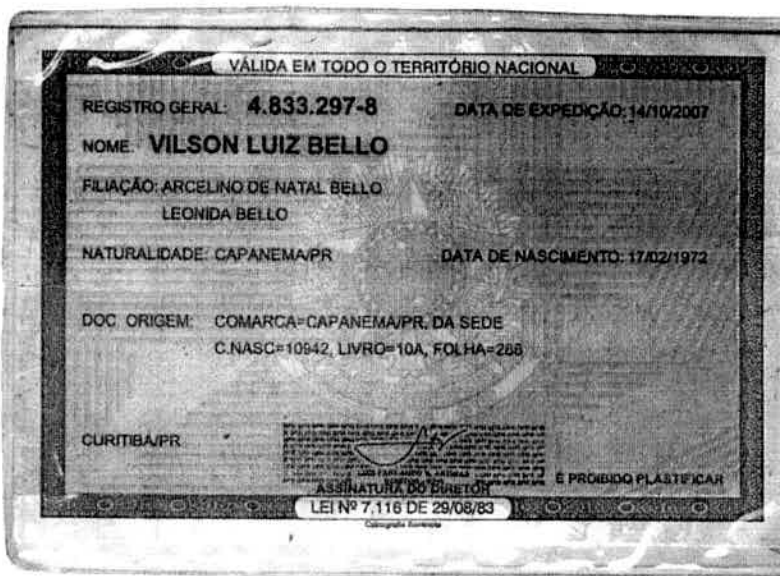 VÁLIDA EM TODO O TERRITÓRIO NACIONAL
REGISTRO GERAL: 4.833.297-8 DATA DE EXPEDIÇÃO: 14/10/2007
NOME: VILSON LUIZ BELLO
FILIAÇÃO: ARCELINO DE NATAL BELLO
LEONIDA BELLO
NATURALIDADE: CAPANEMA/PR DATA DE NASCIMENTO: 17/02/1972
DOC. ORIGEM: COMARCA=CAPANEMA/PR, DA SEDE
C.NASC=10942, LIVRO=10A, FOLHA=266
CURITIBA/PR
ASSINATURA DO DIRETOR
É PROIBIDO PLASTIFICAR
LEI Nº 7.116 DE 29/08/83